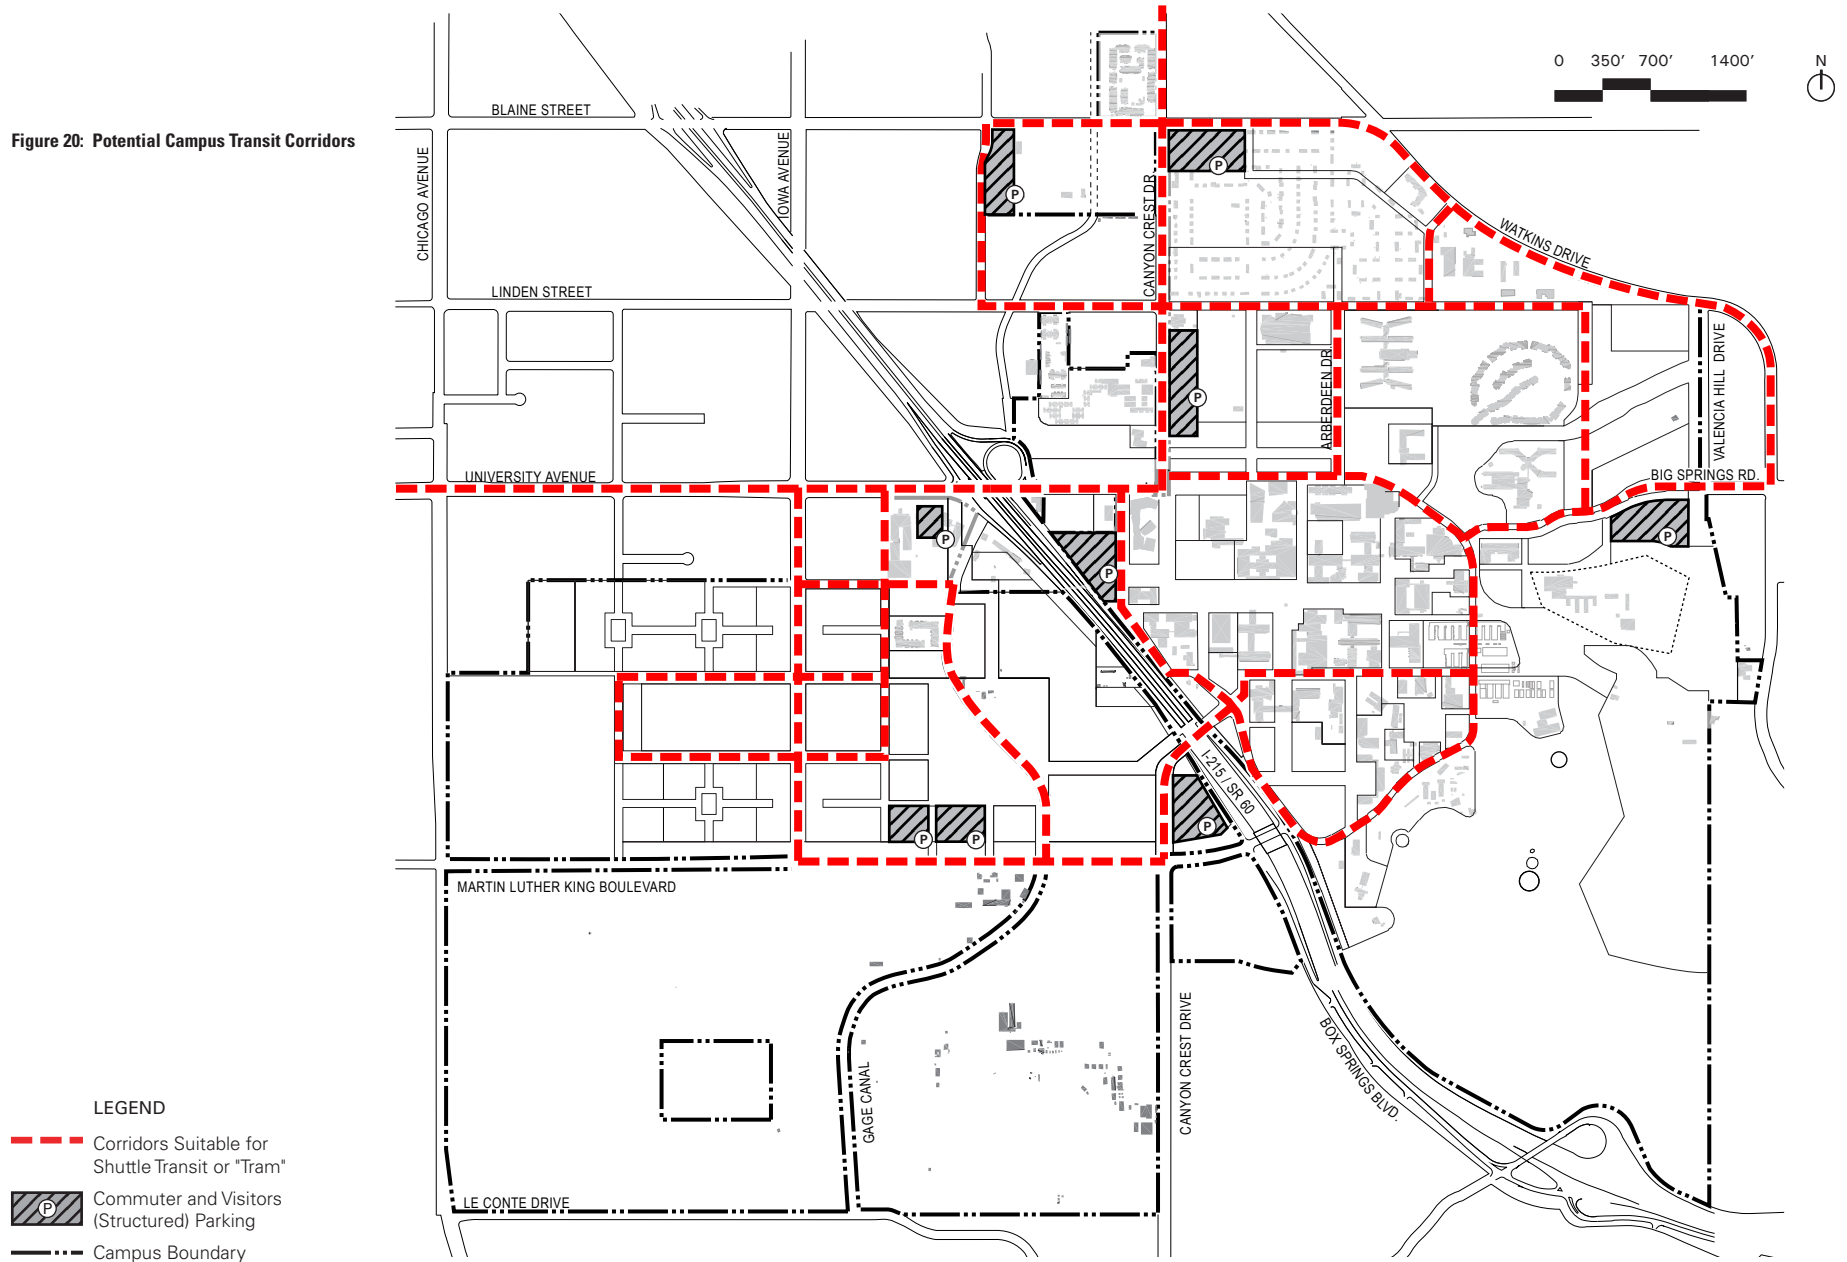 0 350' 700' 1400'
N
BLAINE STREET
Figure 20: Potential Campus Transit Corridors
CHICAGO AVENUE
IOWA AVENUE
CANYON CREST DR.
P
P
P
WATKINS DRIVE
LINDEN STREET
ARBERDEEN DR.
VALENCIA HILL DRIVE
P
UNIVERSITY AVENUE
BIG SPRINGS RD.
P
P
P
I-215 / SR 60
P
P
P
MARTIN LUTHER KING BOULEVARD
CANYON CREST DRIVE
BOX SPRINGS BLVD.
GAGE CANAL
LE CONTE DRIVE
LEGEND
Corridors Suitable for
Shuttle Transit or "Tram"
P
Commuter and Visitors
(Structured) Parking
Campus Boundary